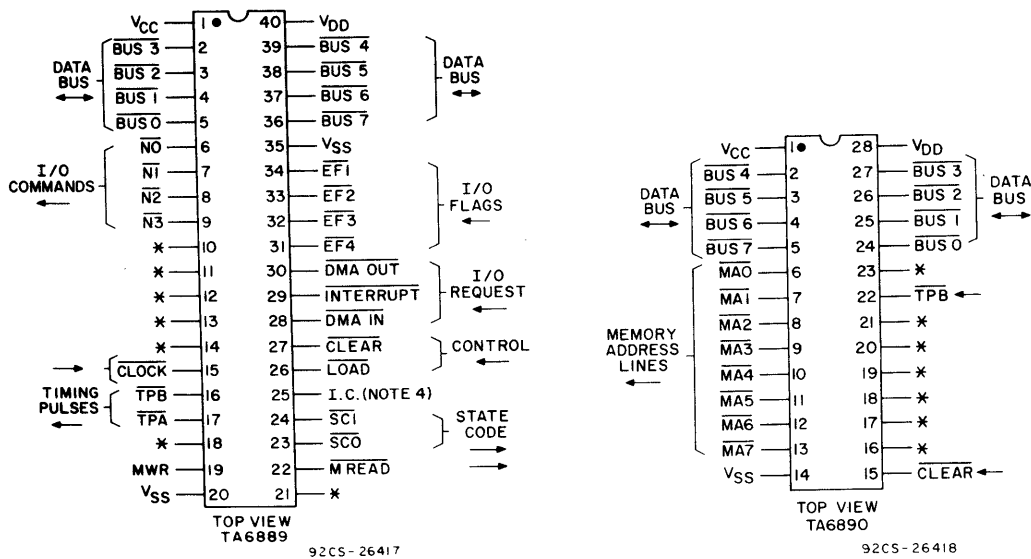 VCC 1 40 VDD
BUS 3 2 39 BUS 4
BUS 2 3 38 BUS 5
BUS 1 4 37 BUS 6
BUS 0 5 36 BUS 7
DATA BUS
DATA BUS
N0 6 35 VSS
N1 7 34 EF1
N2 8 33 EF2
N3 9 32 EF3
* 10 31 EF4
I/O COMMANDS
I/O FLAGS
* 11 30 DMA OUT
* 12 29 INTERRUPT
* 13 28 DMA IN
I/O REQUEST
* 14 27 CLEAR
CLOCK 15 26 LOAD
CONTROL
TPB 16 25 I.C. (NOTE 4)
TPA 17 24 SC1
* 18 23 SC0
TIMING PULSES
STATE CODE
MWR 19 22 M READ
VSS 20 21 *
TOP VIEW
TA6889
92CS-26417
VCC 1 28 VDD
BUS 4 2 27 BUS 3
BUS 5 3 26 BUS 2
BUS 6 4 25 BUS 1
BUS 7 5 24 BUS 0
DATA BUS
DATA BUS
MA0 6 23 *
MA1 7 22 TPB
MA2 8 21 *
MA3 9 20 *
MA4 10 19 *
MA5 11 18 *
MA6 12 17 *
MA7 13 16 *
MEMORY ADDRESS LINES
VSS 14 15 CLEAR
TOP VIEW
TA6890
92CS-26418